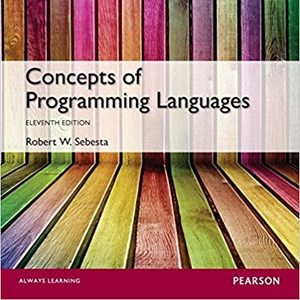 Concepts of
Programming Languages
ELEVENTH EDITION
Robert W. Sebesta
ALWAYS LEARNING
PEARSON